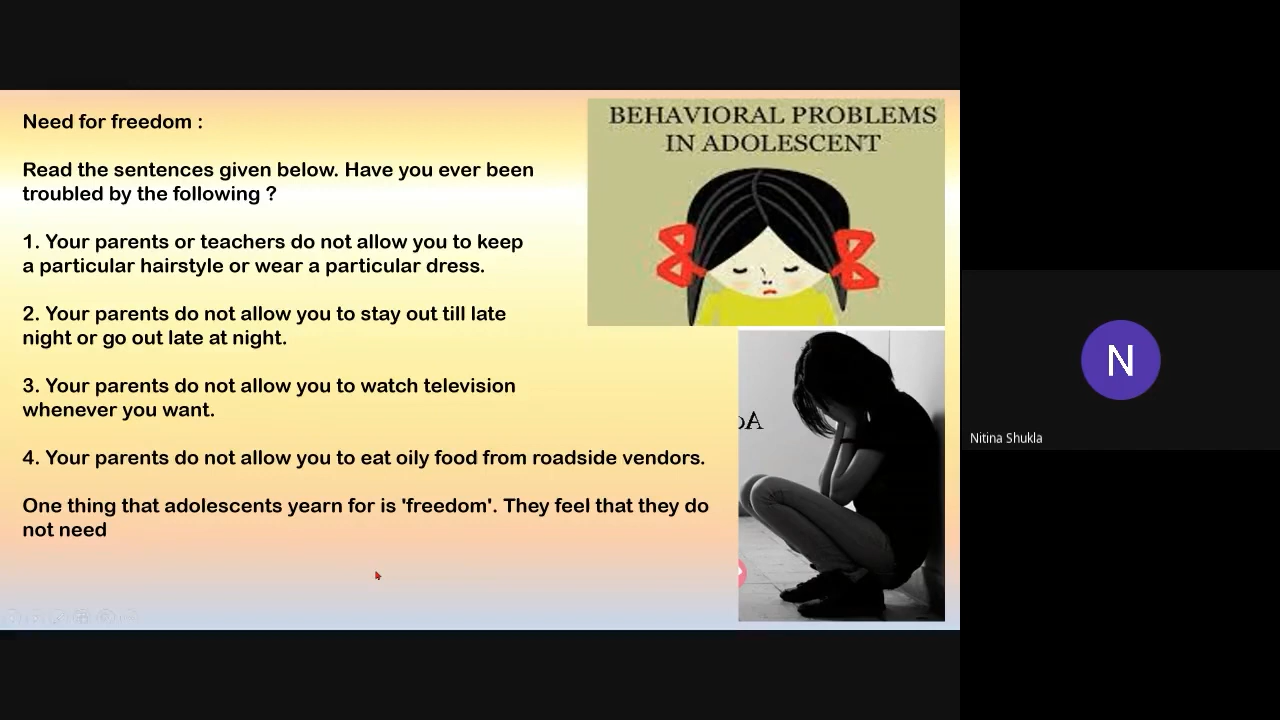 Need for freedom :
Read the sentences given below. Have you ever been
troubled by the following ?
1. Your parents or teachers do not allow you to keep
a particular hairstyle or wear a particular dress.
2. Your parents do not allow you to stay out till late
night or go out late at night.
3. Your parents do not allow you to watch television
whenever you want.
4. Your parents do not allow you to eat oily food from roadside vendors.
One thing that adolescents yearn for is 'freedom'. They feel that they do
not need
BEHAVIORAL PROBLEMS
IN ADOLESCENT
N
Nitina Shukla